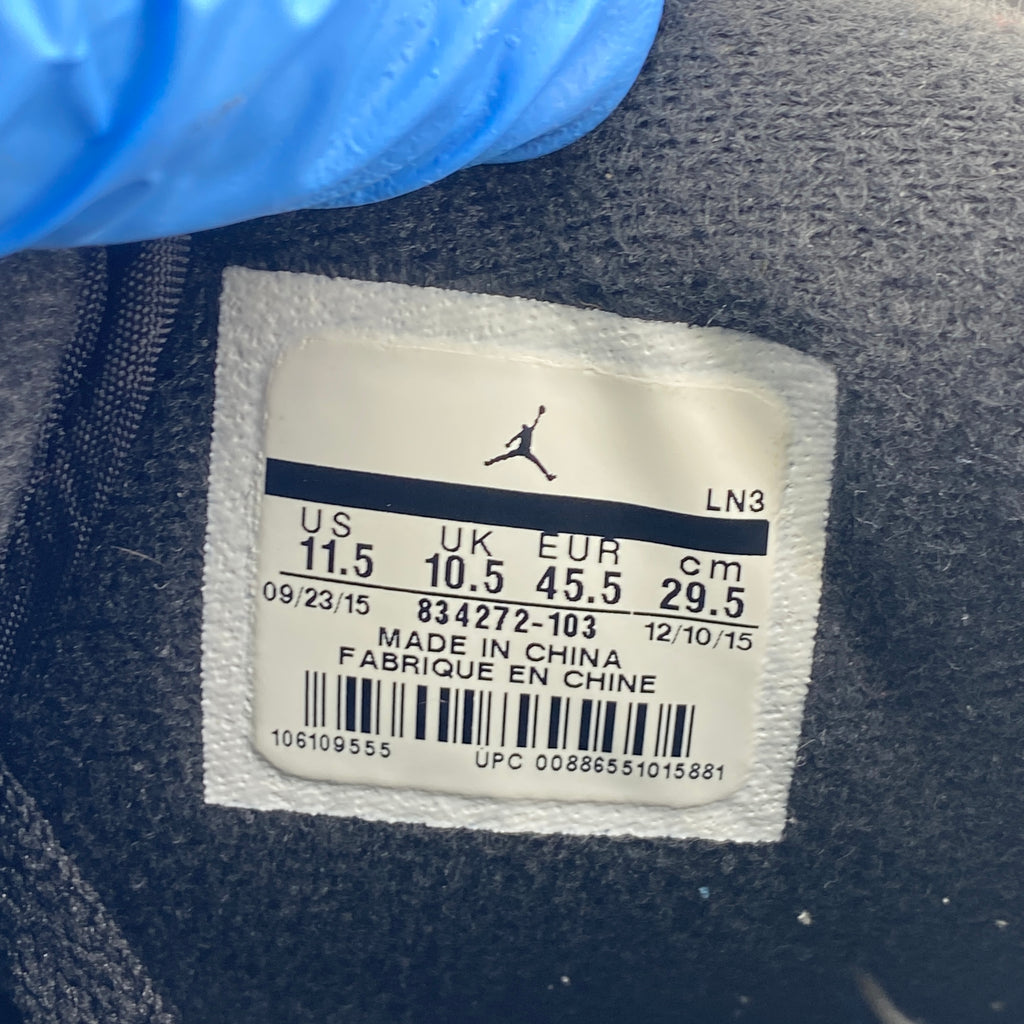 LN3
US UK EUR cm
11.5 10.5 45.5 29.5
09/23/15 834272-103 12/10/15
MADE IN CHINA
FABRIQUE EN CHINE
106109555 UPC 00886551015881